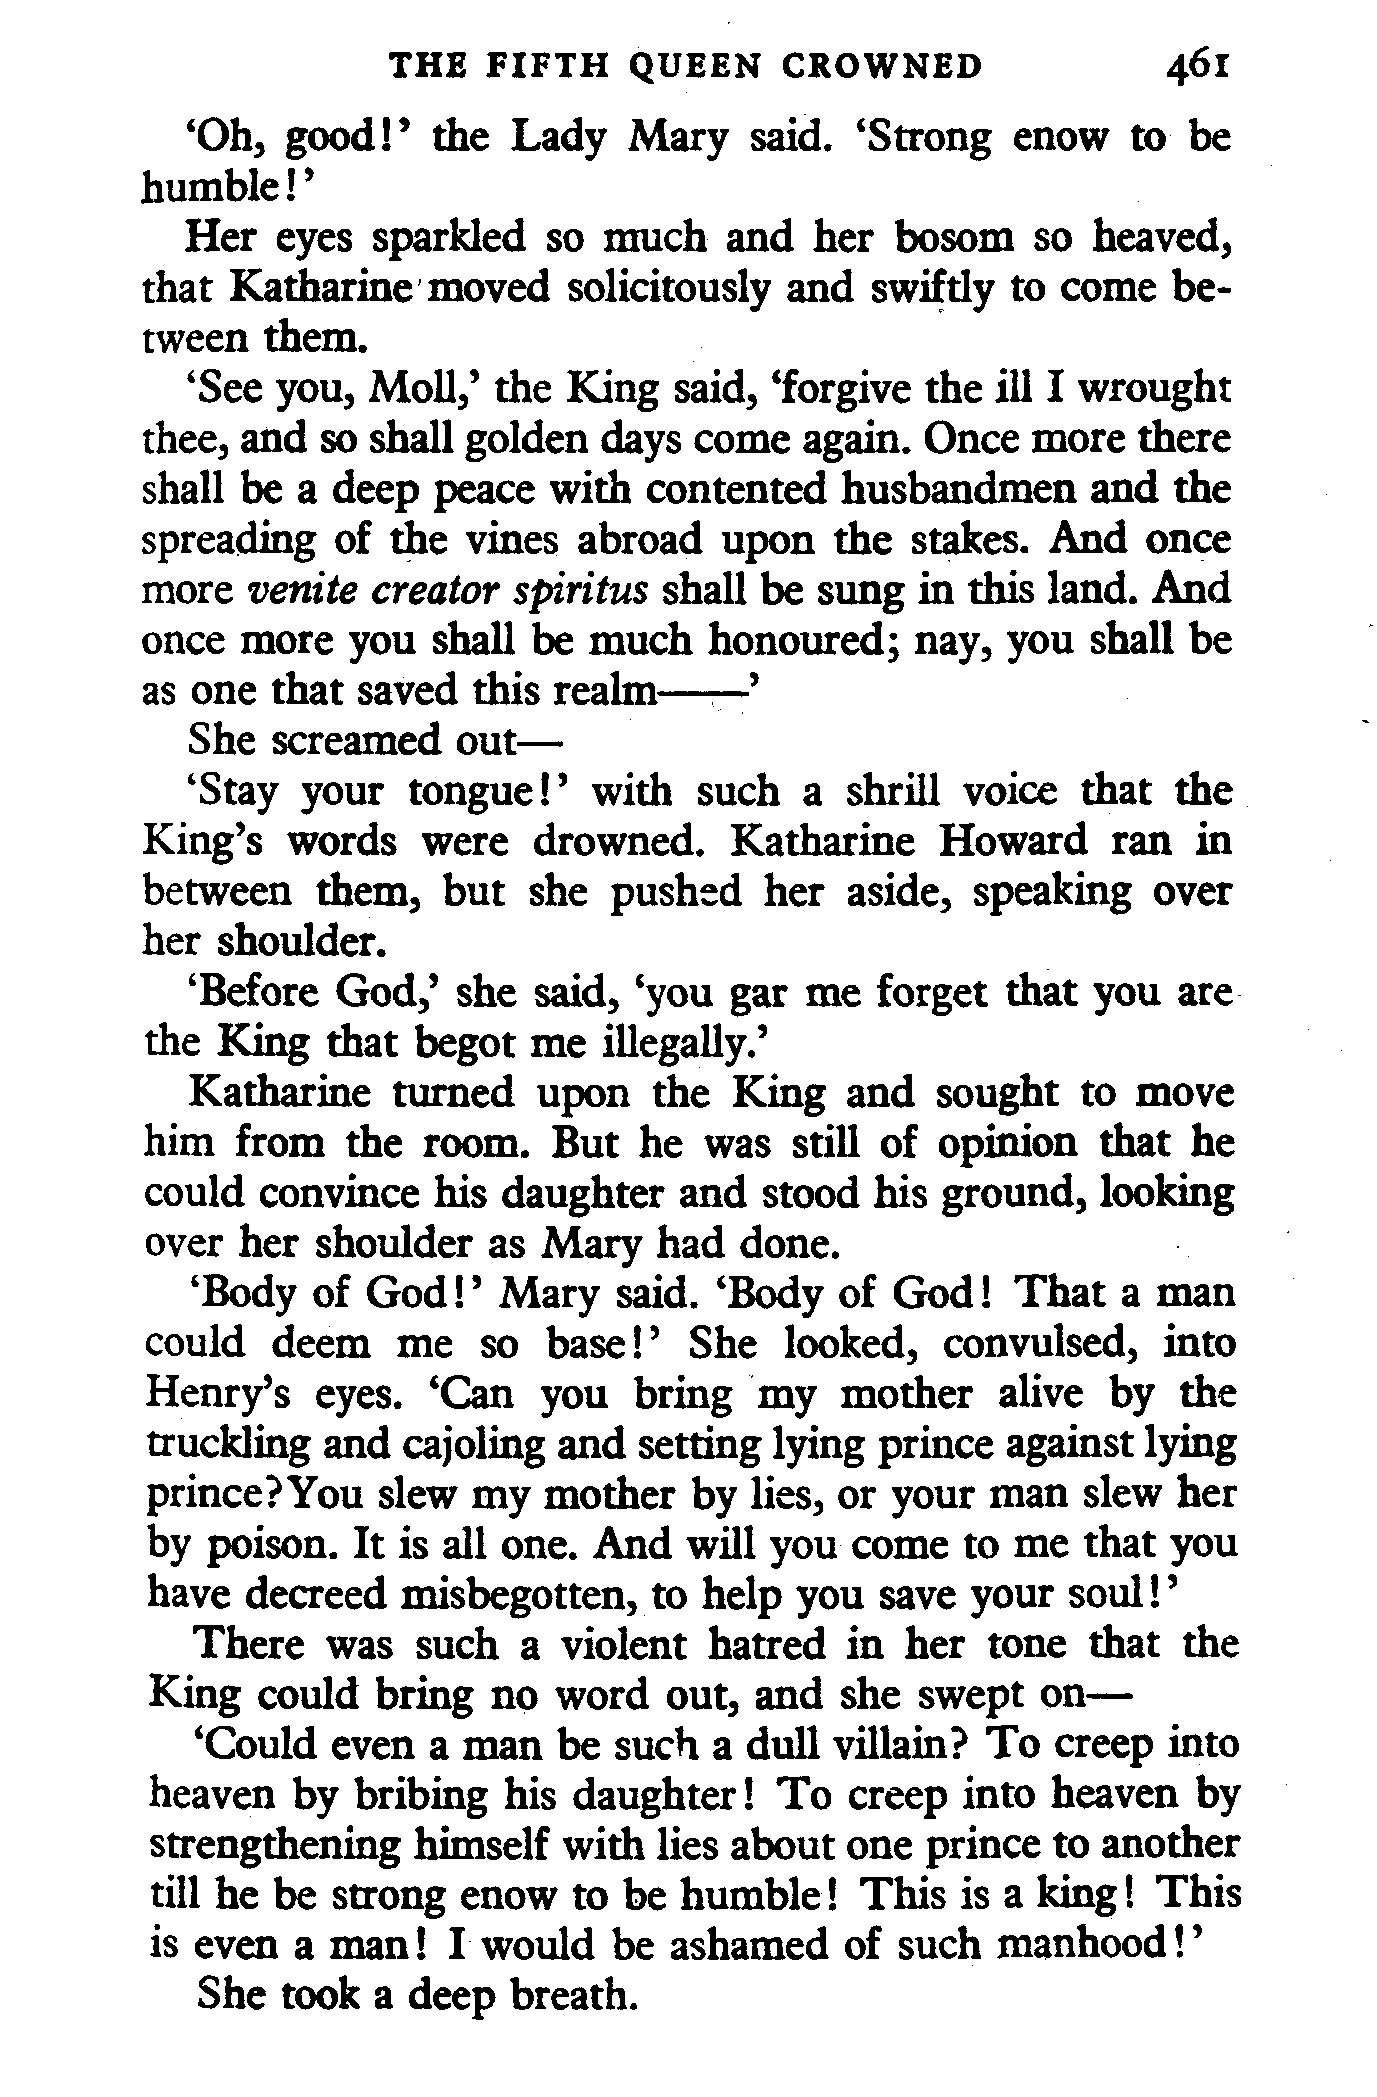 THE FIFTH QUEEN CROWNED 461
‘Oh, good!’ the Lady Mary said. ‘Strong enow to be
humble!’
Her eyes sparkled so much and her bosom so heaved,
that Katharine moved solicitously and swiftly to come be-
tween them.
‘See you, Moll,’ the King said, ‘forgive the ill I wrought
thee, and so shall golden days come again. Once more there
shall be a deep peace with contented husbandmen and the
spreading of the vines abroad upon the stakes. And once
more venite creator spiritus shall be sung in this land. And
once more you shall be much honoured; nay, you shall be
as one that saved this realm——’
She screamed out—
‘Stay your tongue!’ with such a shrill voice that the
King’s words were drowned. Katharine Howard ran in
between them, but she pushed her aside, speaking over
her shoulder.
‘Before God,’ she said, ‘you gar me forget that you are
the King that begot me illegally.’
Katharine turned upon the King and sought to move
him from the room. But he was still of opinion that he
could convince his daughter and stood his ground, looking
over her shoulder as Mary had done.
‘Body of God!’ Mary said. ‘Body of God! That a man
could deem me so base!’ She looked, convulsed, into
Henry’s eyes. ‘Can you bring my mother alive by the
truckling and cajoling and setting lying prince against lying
prince? You slew my mother by lies, or your man slew her
by poison. It is all one. And will you come to me that you
have decreed misbegotten, to help you save your soul!’
There was such a violent hatred in her tone that the
King could bring no word out, and she swept on—
‘Could even a man be such a dull villain? To creep into
heaven by bribing his daughter! To creep into heaven by
strengthening himself with lies about one prince to another
till he be strong enow to be humble! This is a king! This
is even a man! I would be ashamed of such manhood!’
She took a deep breath.